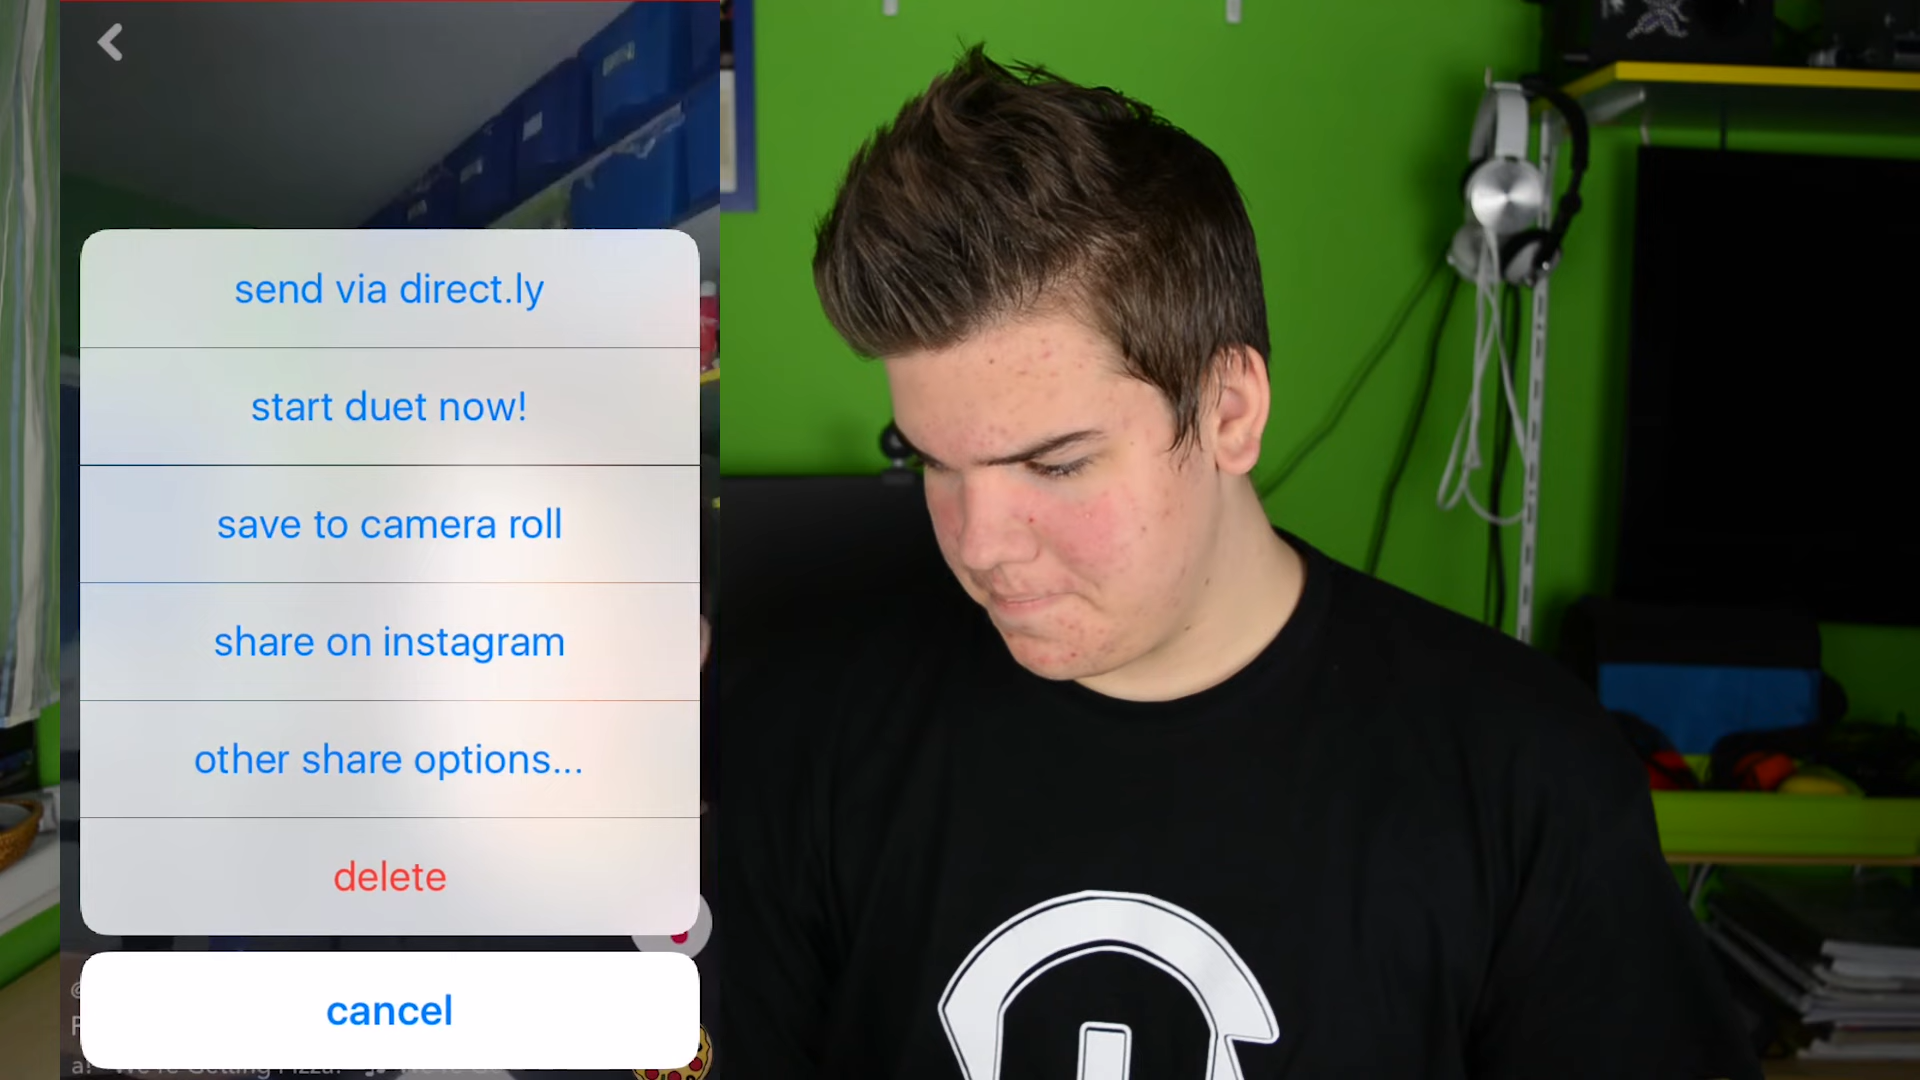 send via direct.ly
start duet now!
save to camera roll
share on instagram
other share options...
delete
cancel